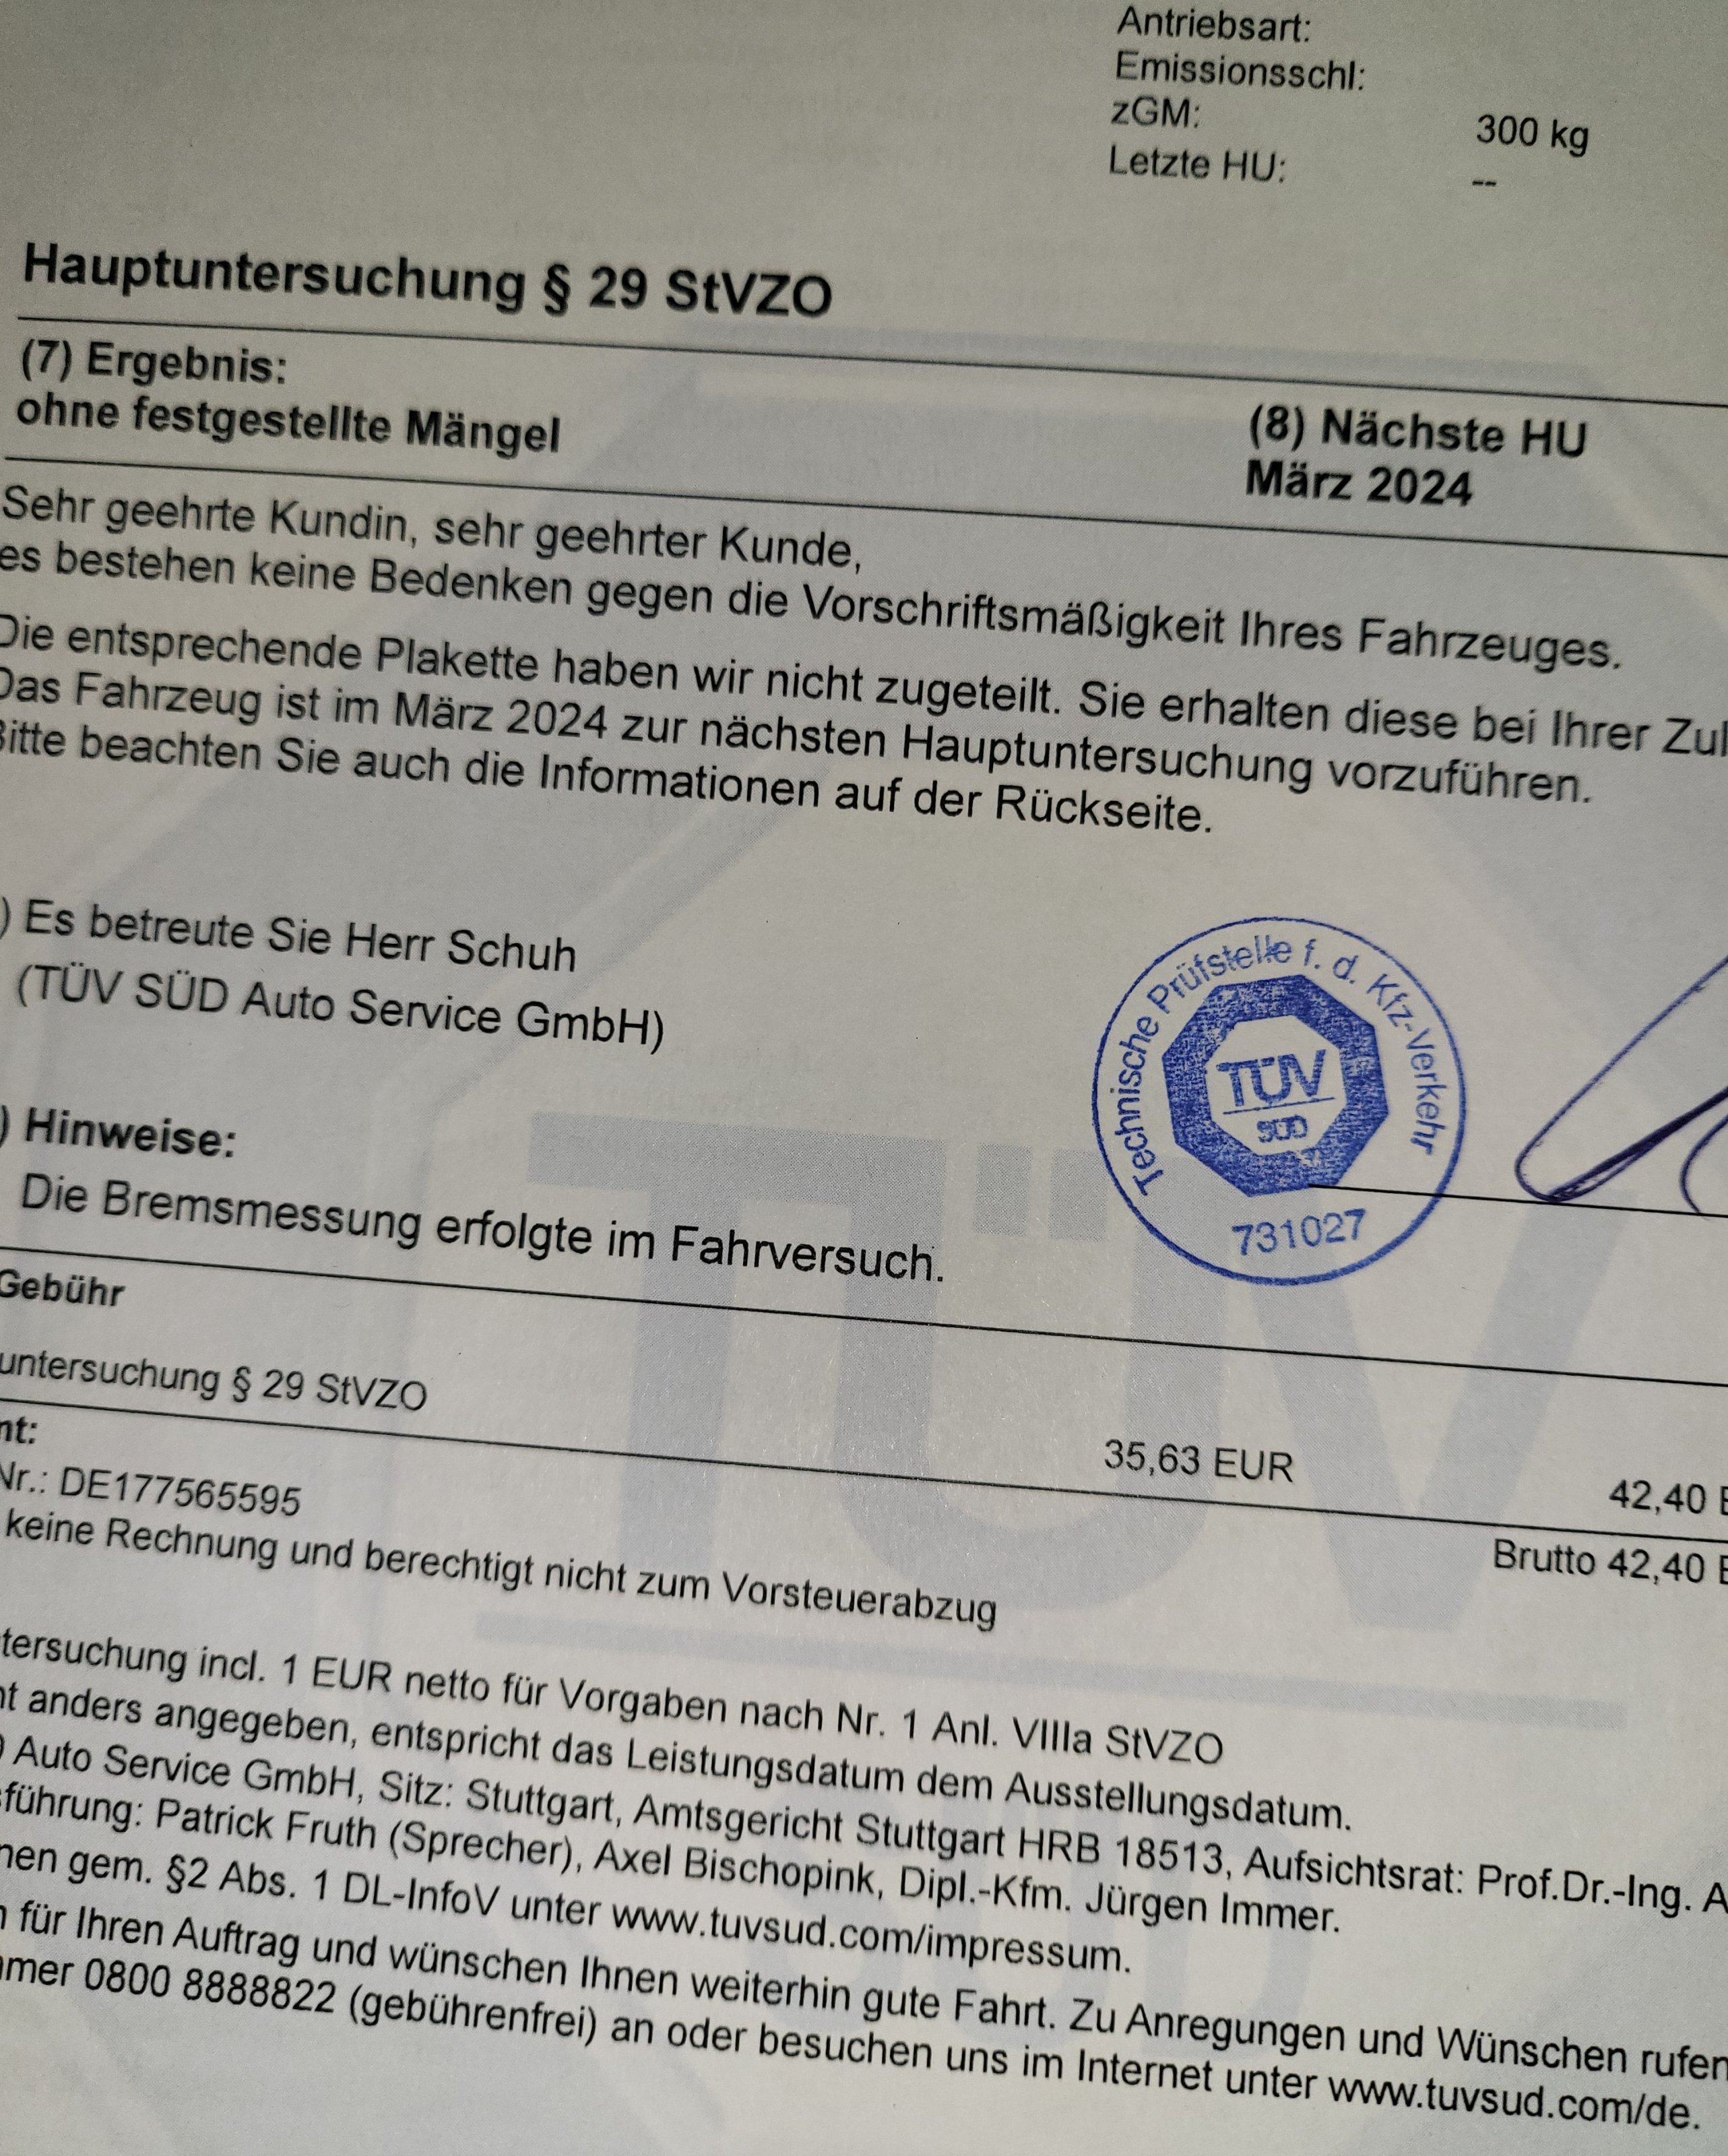 Antriebsart:
Emissionsschl:
zGM: 300 kg
Letzte HU: --
Hauptuntersuchung § 29 StVZO
(7) Ergebnis:
ohne festgestellte Mängel
(8) Nächste HU
März 2024
Sehr geehrte Kundin, sehr geehrter Kunde,
es bestehen keine Bedenken gegen die Vorschriftsmäßigkeit Ihres Fahrzeuges.
Die entsprechende Plakette haben wir nicht zugeteilt. Sie erhalten diese bei Ihrer Zul
Das Fahrzeug ist im März 2024 zur nächsten Hauptuntersuchung vorzuführen.
Bitte beachten Sie auch die Informationen auf der Rückseite.
) Es betreute Sie Herr Schuh
(TÜV SÜD Auto Service GmbH)
Technische Prüfstelle f. d. Kfz-Verkehr
TÜV
SÜD
731027
) Hinweise:
Die Bremsmessung erfolgte im Fahrversuch.
Gebühr
untersuchung § 29 StVZO 35,63 EUR 42,40 E
nt: Brutto 42,40 E
Nr.: DE177565595
keine Rechnung und berechtigt nicht zum Vorsteuerabzug
TÜV
tersuchung incl. 1 EUR netto für Vorgaben nach Nr. 1 Anl. VIIIa StVZO
nt anders angegeben, entspricht das Leistungsdatum dem Ausstellungsdatum.
) Auto Service GmbH, Sitz: Stuttgart, Amtsgericht Stuttgart HRB 18513, Aufsichtsrat: Prof.Dr.-Ing. A
sführung: Patrick Fruth (Sprecher), Axel Bischopink, Dipl.-Kfm. Jürgen Immer.
nen gem. §2 Abs. 1 DL-InfoV unter www.tuvsud.com/impressum.
n für Ihren Auftrag und wünschen Ihnen weiterhin gute Fahrt. Zu Anregungen und Wünschen rufen
mmer 0800 8888822 (gebührenfrei) an oder besuchen uns im Internet unter www.tuvsud.com/de.